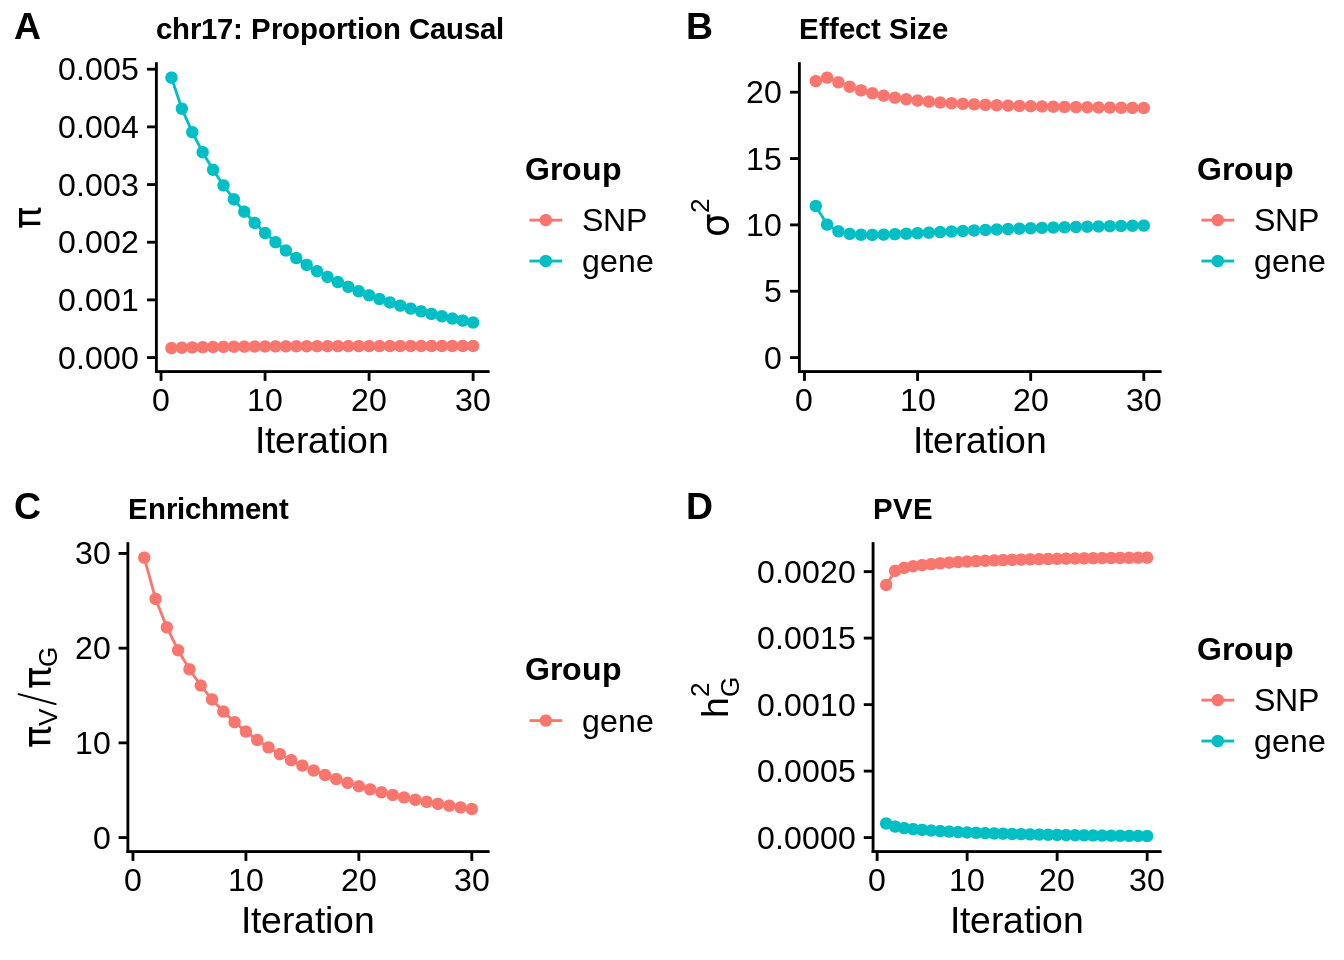 A
chr17: Proportion Causal
0.005
0.004
0.003
0.002
0.001
0.000
π
0 10 20 30
Iteration
Group
SNP
gene
B
Effect Size
20
15
10
5
0
σ²
0 10 20 30
Iteration
Group
SNP
gene
C
Enrichment
30
20
10
0
π_V/π_G
0 10 20 30
Iteration
Group
gene
D
PVE
0.0020
0.0015
0.0010
0.0005
0.0000
h²_G
0 10 20 30
Iteration
Group
SNP
gene